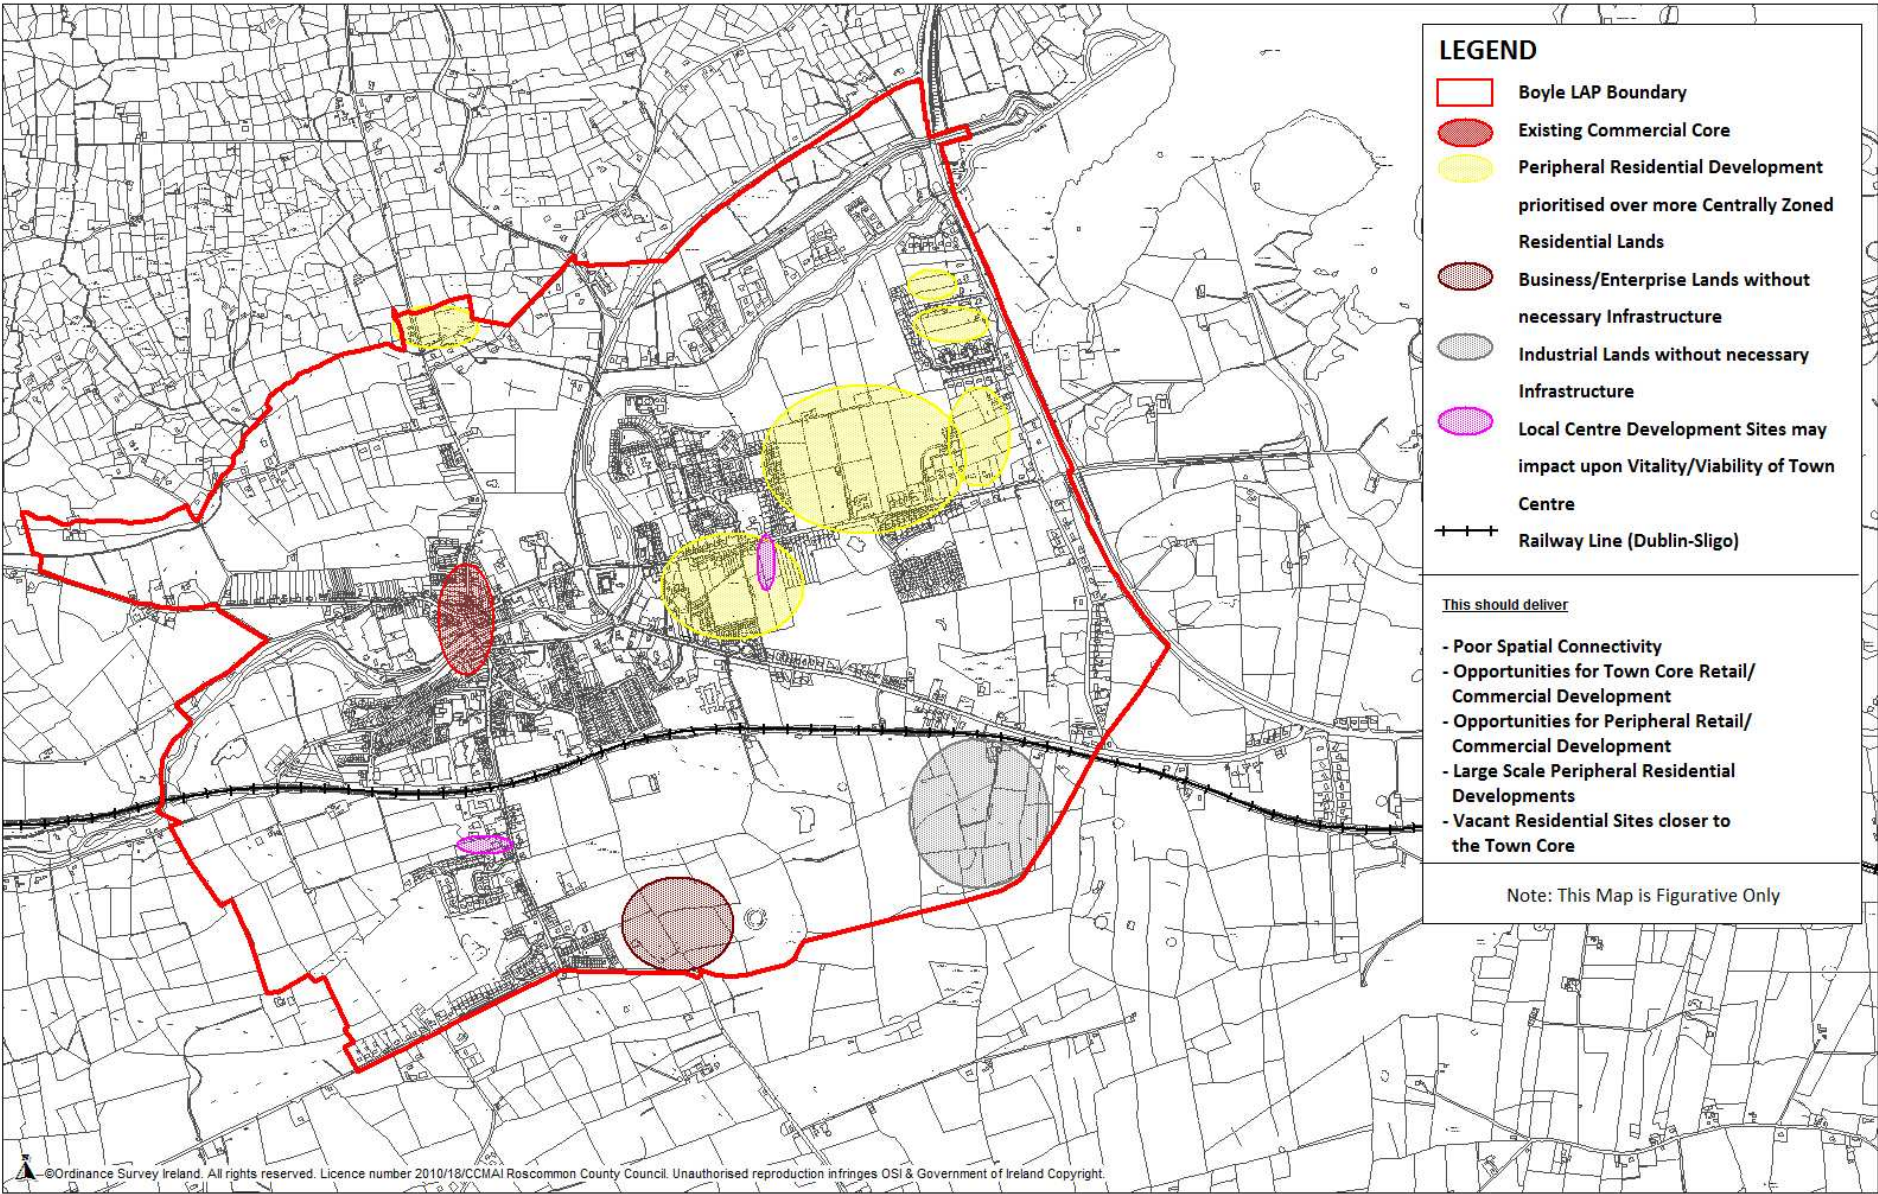 LEGEND
Boyle LAP Boundary
Existing Commercial Core
Peripheral Residential Development
prioritised over more Centrally Zoned
Residential Lands
Business/Enterprise Lands without
necessary Infrastructure
Industrial Lands without necessary
Infrastructure
Local Centre Development Sites may
impact upon Vitality/Viability of Town
Centre
Railway Line (Dublin-Sligo)
This should deliver
- Poor Spatial Connectivity
- Opportunities for Town Core Retail/
Commercial Development
- Opportunities for Peripheral Retail/
Commercial Development
- Large Scale Peripheral Residential
Developments
- Vacant Residential Sites closer to
the Town Core
Note: This Map is Figurative Only
N
©Ordinance Survey Ireland. All rights reserved. Licence number 2010/18/CCMAI Roscommon County Council. Unauthorised reproduction infringes OSI & Government of Ireland Copyright.